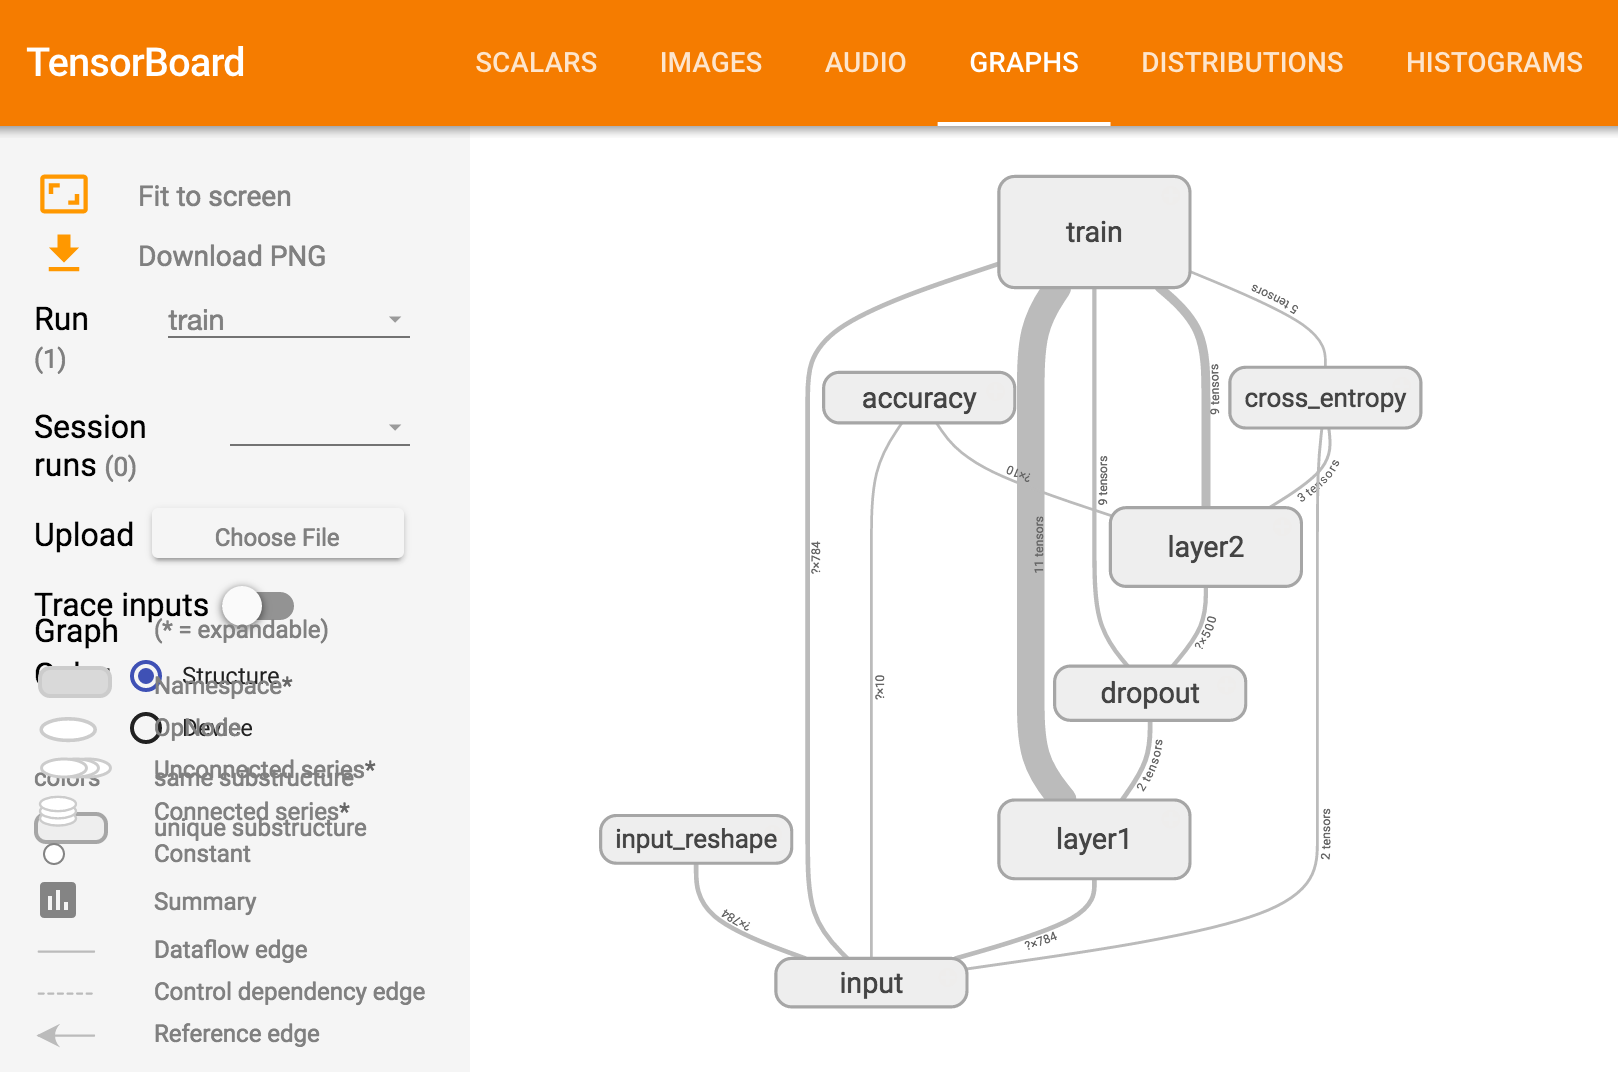 TensorBoard
SCALARS IMAGES AUDIO GRAPHS DISTRIBUTIONS HISTOGRAMS
Fit to screen
Download PNG
Run
(1)
train
Session
runs (0)
Upload
Choose File
Trace inputs
Graph
(* = expandable)
Structure
Namespace*
Device
OpNode
Unconnected series*
colors
same substructure
Connected series*
unique substructure
Constant
Summary
Dataflow edge
Control dependency edge
Reference edge
train
5 tensors
accuracy
9 tensors
cross_entropy
?×10
9 tensors
3 tensors
11 tensors
layer2
?×784
?×500
?×10
dropout
2 tensors
input_reshape
layer1
2 tensors
?×784
?×784
input